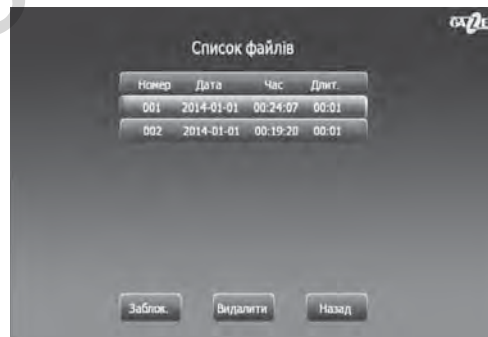 GAZER
Список файлів
Номер Дата Час Длит.
001 2014-01-01 00:24:07 00:01
002 2014-01-01 00:19:20 00:01
Заблок. Видалити Назад